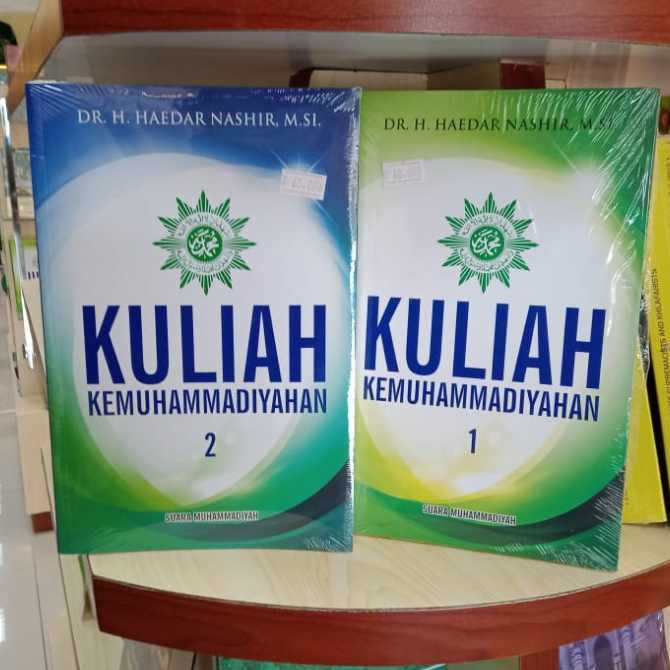 DR. H. HAEDAR NASHIR, M.SI.
KULIAH
KEMUHAMMADIYAHAN
2
SUARA MUHAMMADIYAH
DR. H. HAEDAR NASHIR, M.SI.
KULIAH
KEMUHAMMADIYAHAN
1
SUARA MUHAMMADIYAH